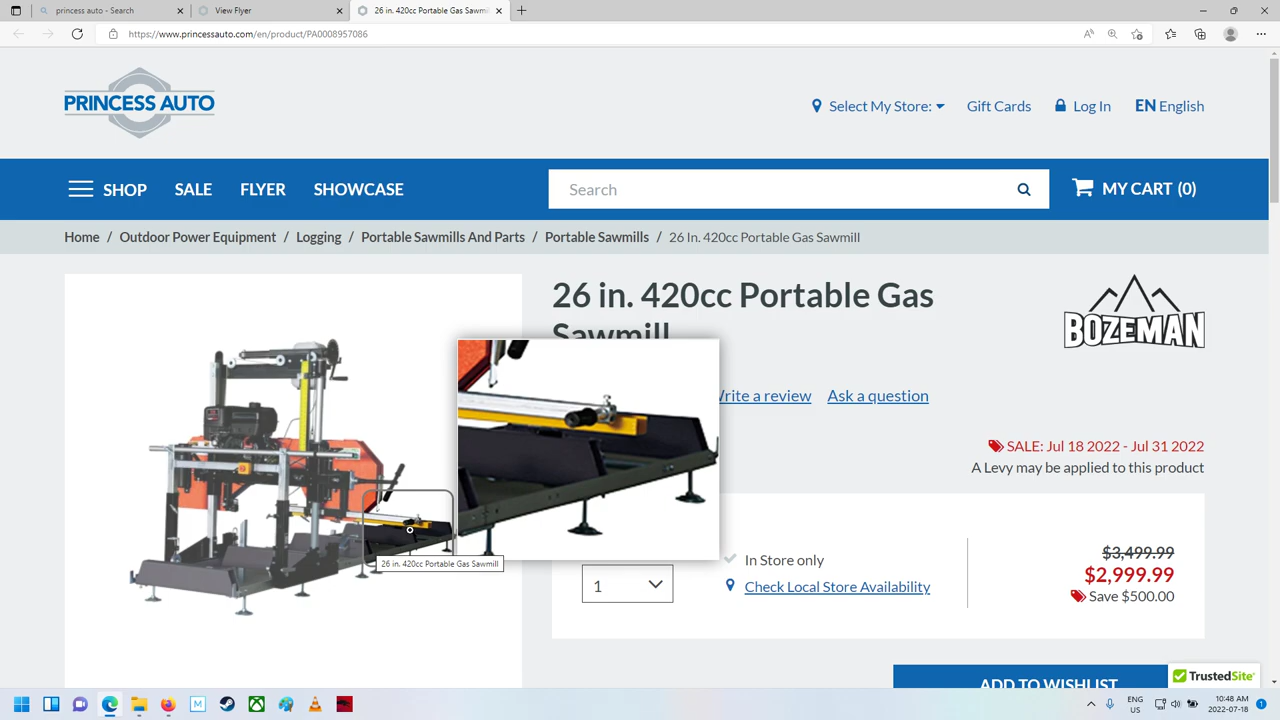 princess auto - Search
View Flyer
26 in. 420cc Portable Gas Sawmi
https://www.princessauto.com/en/product/PA0008957086
PRINCESS AUTO
Select My Store:
Gift Cards
Log In
EN English
SHOP
SALE
FLYER
SHOWCASE
Search
MY CART (0)
Home / Outdoor Power Equipment / Logging / Portable Sawmills And Parts / Portable Sawmills / 26 In. 420cc Portable Gas Sawmill
26 in. 420cc Portable Gas
Sawmill
BOZEMAN
Write a review
Ask a question
SALE: Jul 18 2022 - Jul 31 2022
A Levy may be applied to this product
26 in. 420cc Portable Gas Sawmill
In Store only
1
Check Local Store Availability
$3,499.99
$2,999.99
Save $500.00
ADD TO WISHLIST
TrustedSite
ENG
US
10:48 AM
2022-07-18